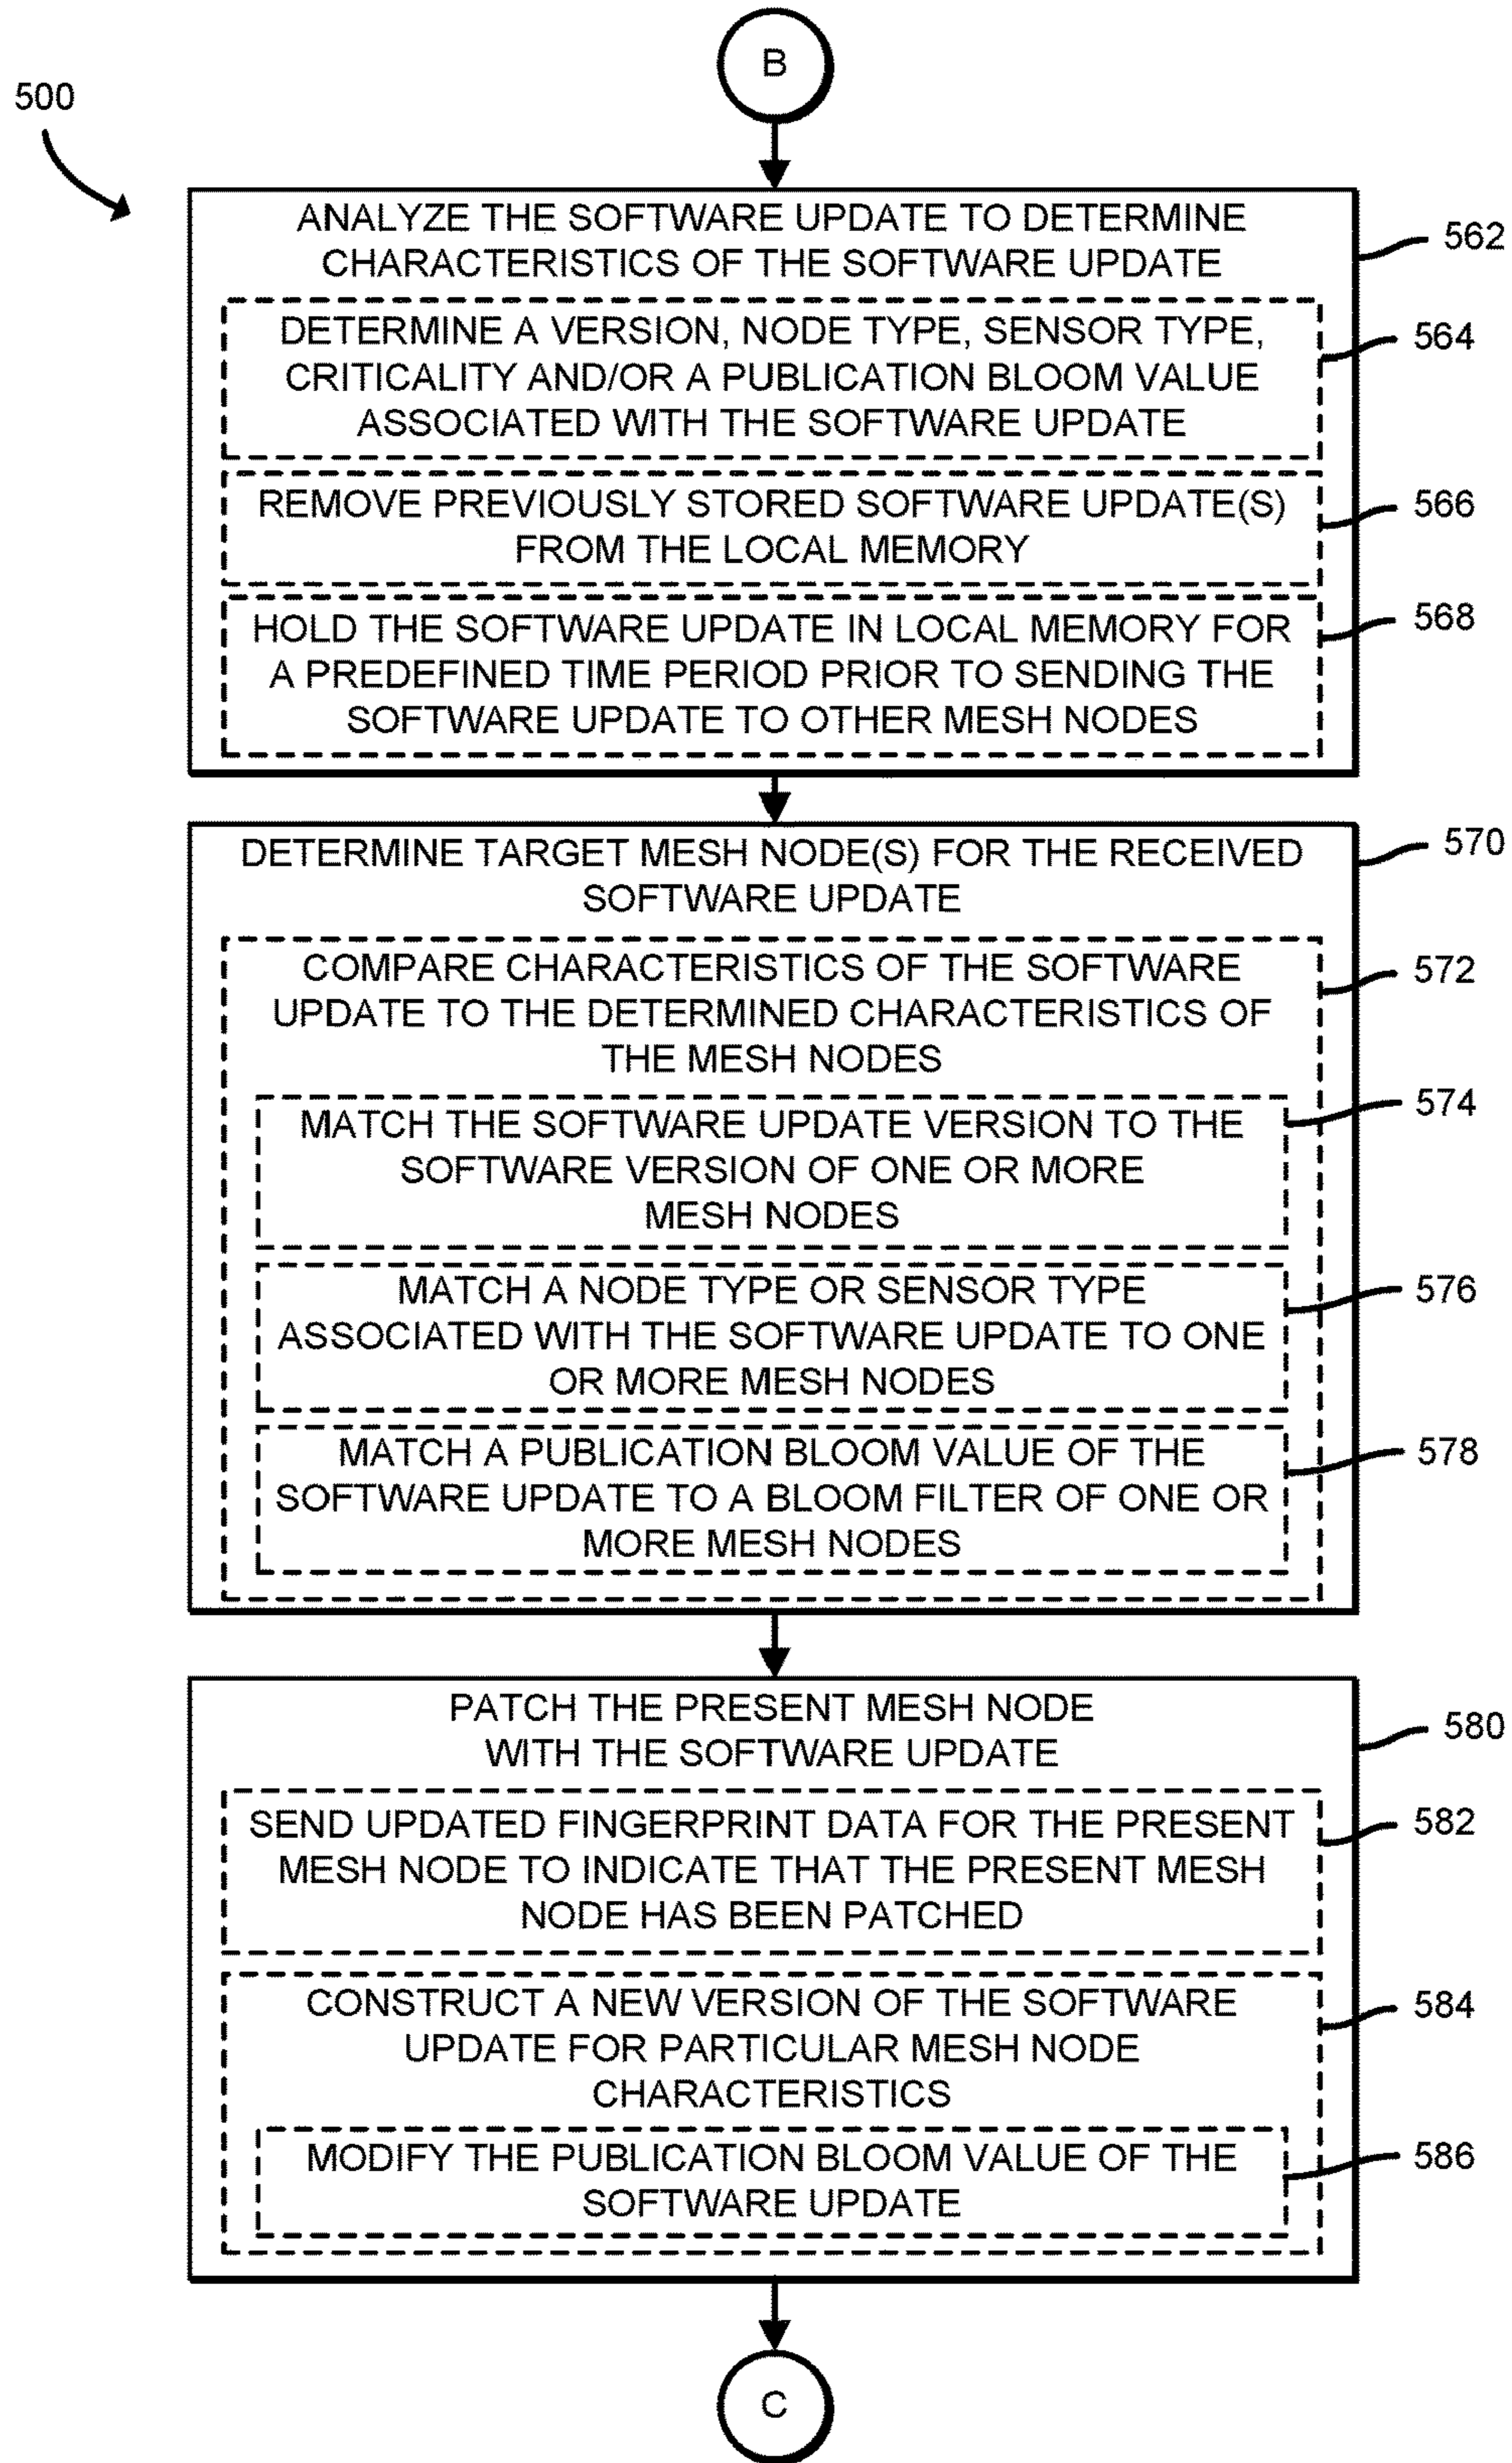 B
500
ANALYZE THE SOFTWARE UPDATE TO DETERMINE
CHARACTERISTICS OF THE SOFTWARE UPDATE
562
DETERMINE A VERSION, NODE TYPE, SENSOR TYPE,
CRITICALITY AND/OR A PUBLICATION BLOOM VALUE
ASSOCIATED WITH THE SOFTWARE UPDATE
564
REMOVE PREVIOUSLY STORED SOFTWARE UPDATE(S)
FROM THE LOCAL MEMORY
566
HOLD THE SOFTWARE UPDATE IN LOCAL MEMORY FOR
A PREDEFINED TIME PERIOD PRIOR TO SENDING THE
SOFTWARE UPDATE TO OTHER MESH NODES
568
DETERMINE TARGET MESH NODE(S) FOR THE RECEIVED
SOFTWARE UPDATE
570
COMPARE CHARACTERISTICS OF THE SOFTWARE
UPDATE TO THE DETERMINED CHARACTERISTICS OF
THE MESH NODES
572
MATCH THE SOFTWARE UPDATE VERSION TO THE
SOFTWARE VERSION OF ONE OR MORE
MESH NODES
574
MATCH A NODE TYPE OR SENSOR TYPE
ASSOCIATED WITH THE SOFTWARE UPDATE TO ONE
OR MORE MESH NODES
576
MATCH A PUBLICATION BLOOM VALUE OF THE
SOFTWARE UPDATE TO A BLOOM FILTER OF ONE OR
MORE MESH NODES
578
PATCH THE PRESENT MESH NODE
WITH THE SOFTWARE UPDATE
580
SEND UPDATED FINGERPRINT DATA FOR THE PRESENT
MESH NODE TO INDICATE THAT THE PRESENT MESH
NODE HAS BEEN PATCHED
582
CONSTRUCT A NEW VERSION OF THE SOFTWARE
UPDATE FOR PARTICULAR MESH NODE
CHARACTERISTICS
584
MODIFY THE PUBLICATION BLOOM VALUE OF THE
SOFTWARE UPDATE
586
C